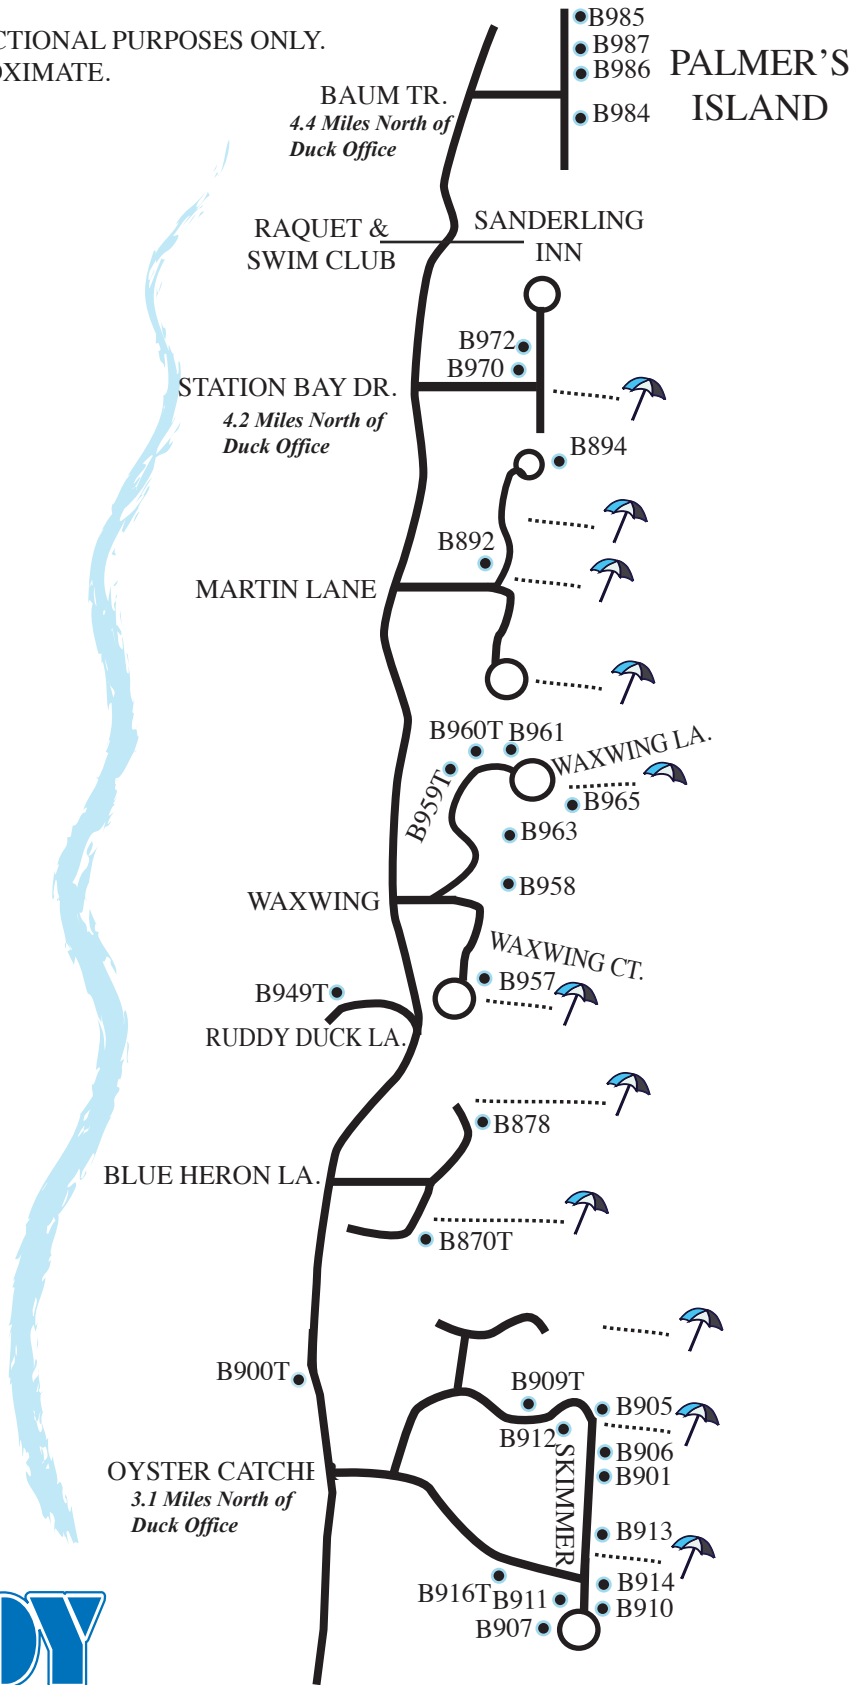 CTIONAL PURPOSES ONLY.
OXIMATE.
B985
B987
B986
PALMER'S
ISLAND
BAUM TR.
4.4 Miles North of
Duck Office
B984
RAQUET &
SWIM CLUB
SANDERLING
INN
B972
B970
STATION BAY DR.
4.2 Miles North of
Duck Office
B894
B892
MARTIN LANE
B960T
B961
WAXWING LA.
B959T
B965
B963
B958
WAXWING
WAXWING CT.
B957
B949T
RUDDY DUCK LA.
B878
BLUE HERON LA.
B870T
B900T
B909T
B905
B912
SKIMMER
B906
B901
OYSTER CATCHE
3.1 Miles North of
Duck Office
B913
B914
B916T
B911
B910
B907
DY